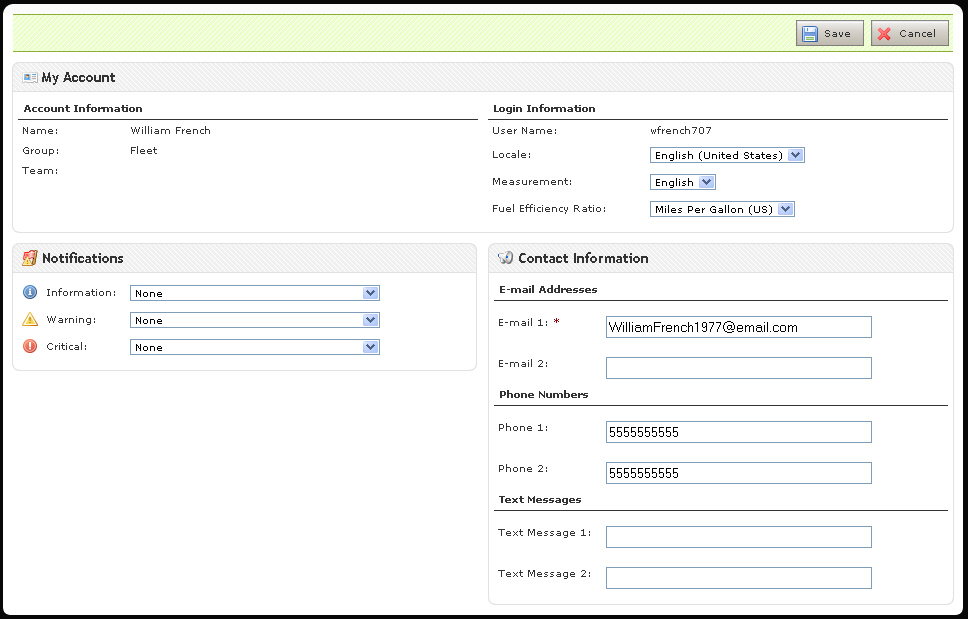 Save Cancel
My Account
Account Information
Name: William French
Group: Fleet
Team:
Login Information
User Name: wfrench707
Locale: English (United States)
Measurement: English
Fuel Efficiency Ratio: Miles Per Gallon (US)
Notifications
Information: None
Warning: None
Critical: None
Contact Information
E-mail Addresses
E-mail 1: * WilliamFrench1977@email.com
E-mail 2:
Phone Numbers
Phone 1: 5555555555
Phone 2: 5555555555
Text Messages
Text Message 1:
Text Message 2: